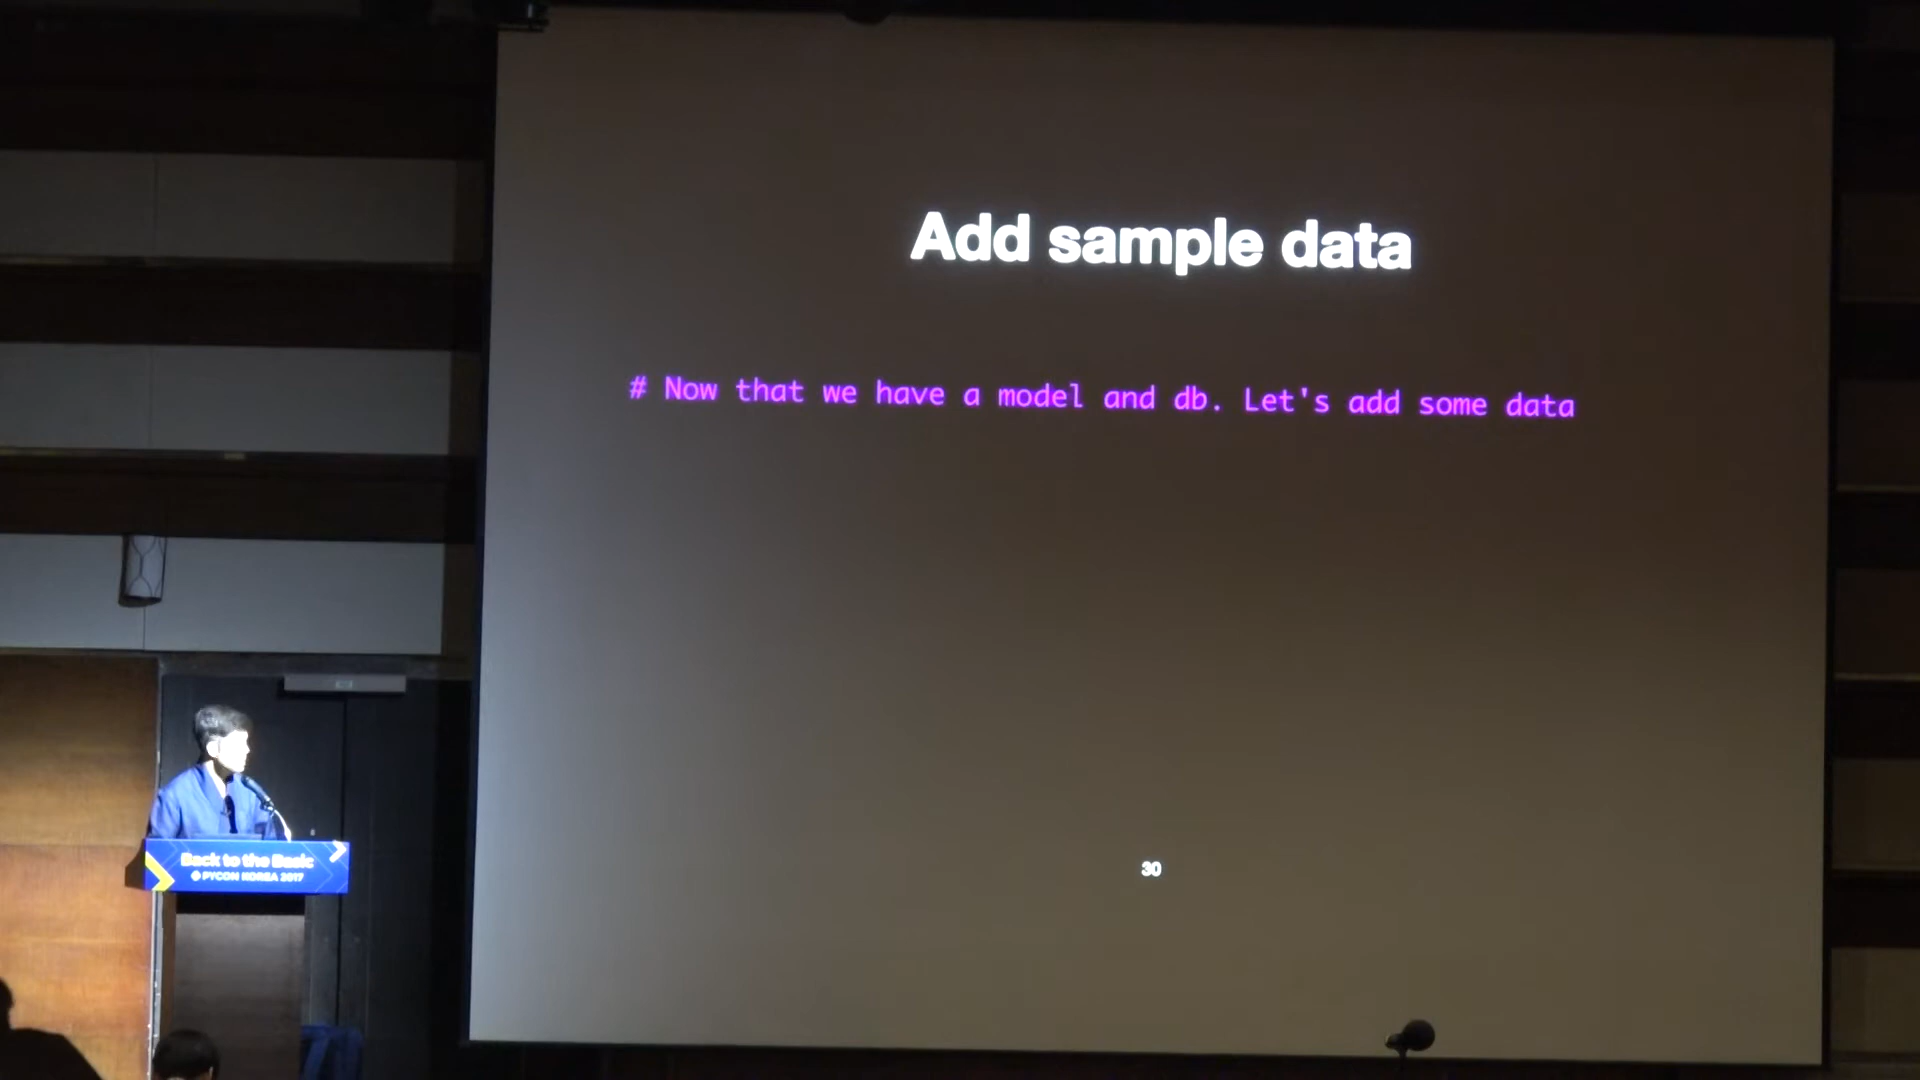 Add sample data
# Now that we have a model and db. Let's add some data
30
Back to the Basic
PYCON KOREA 2017